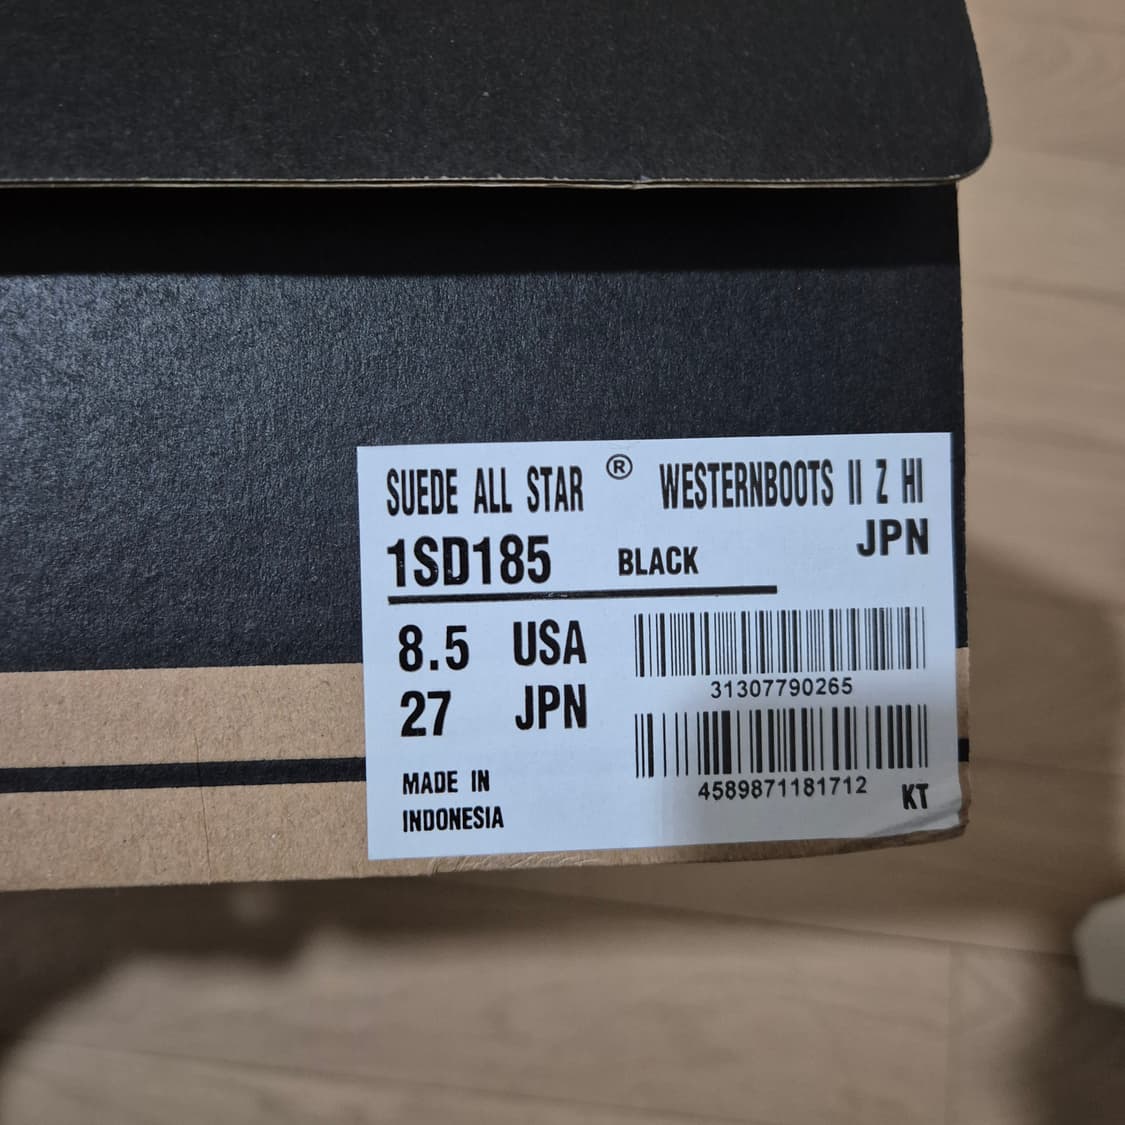 SUEDE ALL STAR ® WESTERNBOOTS II Z HI
1SD185 BLACK JPN
8.5 USA
27 JPN
31307790265
4589871181712
MADE IN
INDONESIA
KT